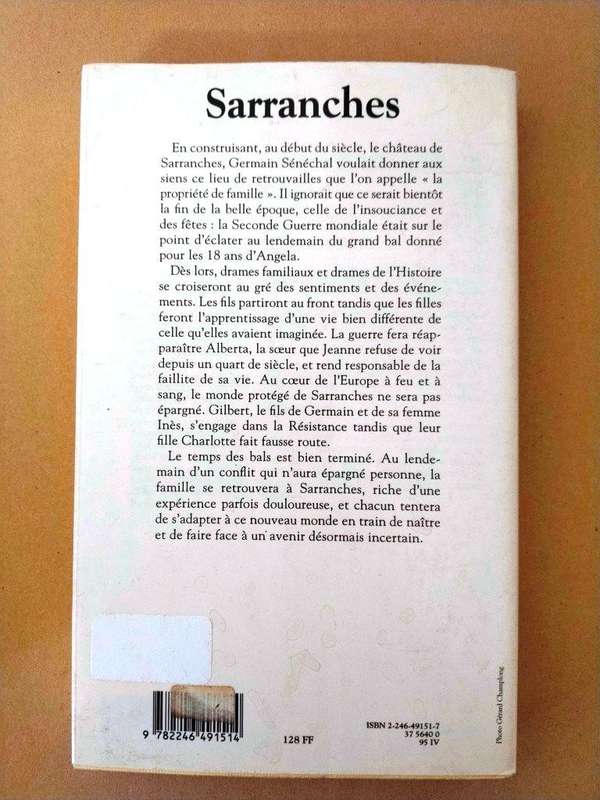 Sarranches
En construisant, au début du siècle, le château de
Sarranches, Germain Sénéchal voulait donner aux
siens ce lieu de retrouvailles que l'on appelle « la
propriété de famille ». Il ignorait que ce serait bientôt
la fin de la belle époque, celle de l'insouciance et
des fêtes : la Seconde Guerre mondiale était sur le
point d'éclater au lendemain du grand bal donné
pour les 18 ans d'Angela.
Dès lors, drames familiaux et drames de l'Histoire
se croiseront au gré des sentiments et des événe-
ments. Les fils partiront au front tandis que les filles
feront l'apprentissage d'une vie bien différente de
celle qu'elles avaient imaginée. La guerre fera réap-
paraître Alberta, la sœur que Jeanne refuse de voir
depuis un quart de siècle, et rend responsable de la
faillite de sa vie. Au cœur de l'Europe à feu et à
sang, le monde protégé de Sarranches ne sera pas
épargné. Gilbert, le fils de Germain et de sa femme
Inès, s'engage dans la Résistance tandis que leur
fille Charlotte fait fausse route.
Le temps des bals est bien terminé. Au lende-
main d'un conflit qui n'aura épargné personne, la
famille se retrouvera à Sarranches, riche d'une
expérience parfois douloureuse, et chacun tentera
de s'adapter à ce nouveau monde en train de naître
et de faire face à un avenir désormais incertain.
Photo Gérard Champlong
9 782246 491514
128 FF
ISBN 2-246-49151-7
37 5640 0
95 IV